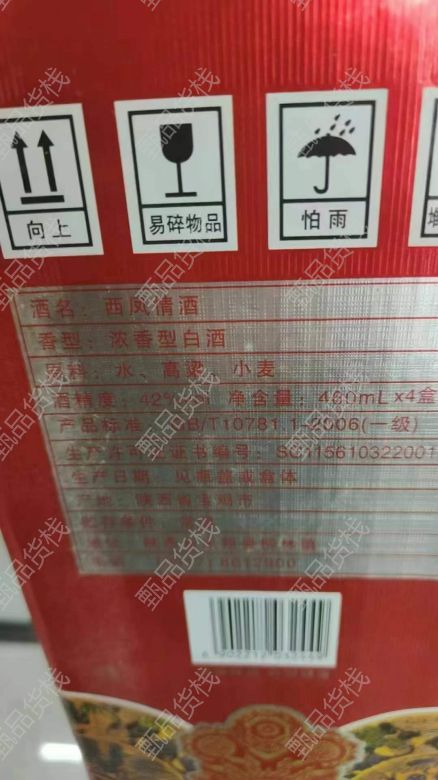 向上
易碎物品
怕雨
酒名：西凤情酒
香型：浓香型白酒
原料：水、高粱、小麦
酒精度：42% 净含量：480mL x4盒
产品标准 GB/T10781.1-2006(一级)
生产许可证书编号：SC115610322001
生产日期：见瓶盖或盒体
产地：陕西省宝鸡市
甄品货栈